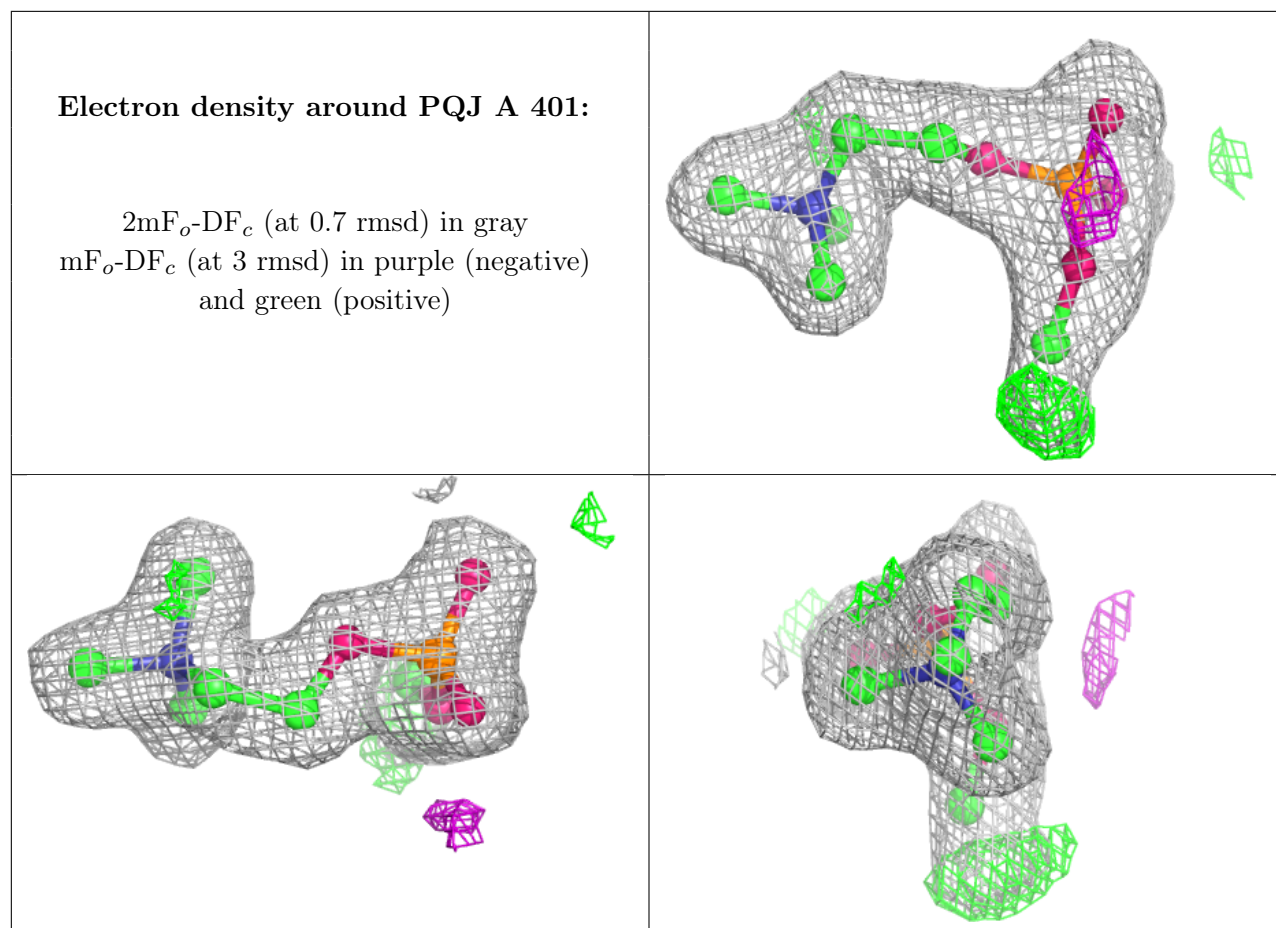 Electron density around PQJ A 401:
2mFₒ-DF𝒸 (at 0.7 rmsd) in gray
mFₒ-DF𝒸 (at 3 rmsd) in purple (negative)
and green (positive)